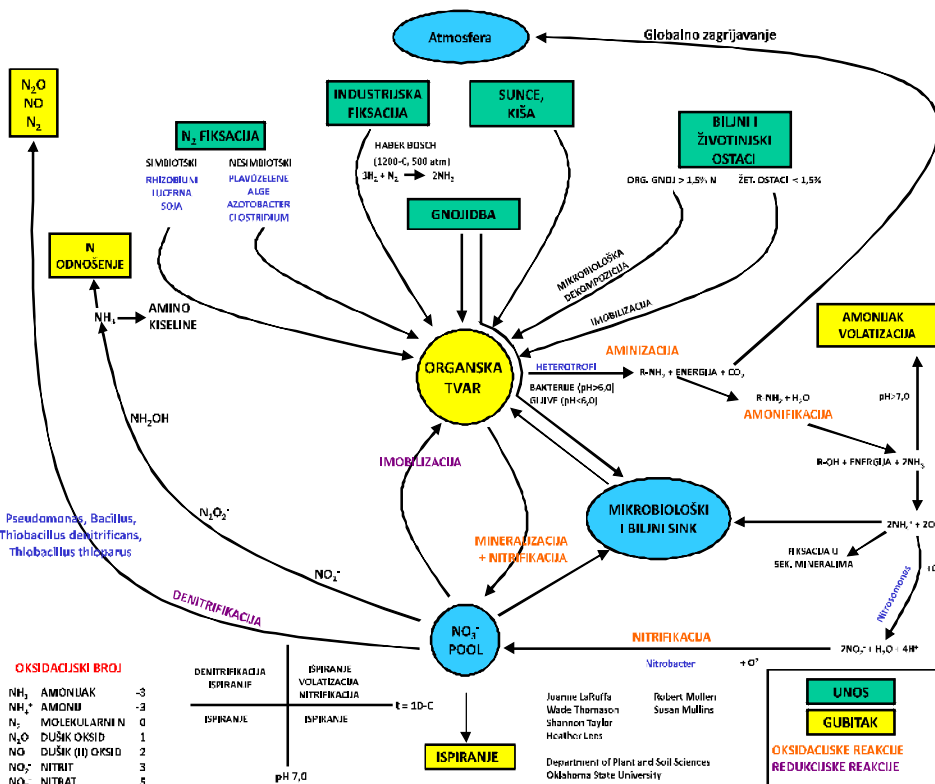 Atmosfera
Globalno zagrijavanje
N₂O
NO
N₂
INDUSTRIJSKA
FIKSACIJA
SUNCE,
KIŠA
BILJNI I
ŽIVOTINJSKI
OSTACI
N₂ FIKSACIJA
SIMBIOTSKI
RHIZOBIUM
LUCERNA
SOJA
NESIMBIOTSKI
PLAVOZELENE
ALGE
AZOTOBACTER
CLOSTRIDIUM
HABER BOSCH
(1200-C, 500 atm)
3H₂ + N₂ 2NH₃
ORG. GNOJ > 1,5% N
ŽET. OSTACI < 1,5%
GNOJIDBA
N
ODNOŠENJE
NH₃
AMINO
KISELINE
MIKROBIOLOŠKA
DEKOMPOZICIJA
IMOBILIZACIJA
AMONIJAK
VOLATIZACIJA
ORGANSKA
TVAR
AMINIZACIJA
HETEROTROFI
R-NH₂ + ENERGIJA + CO₂
BAKTERIJE (pH>6,0)
GLJIVE (pH<6,0)
R-NH₂ + H₂O
AMONIFIKACIJA
pH>7,0
NH₂OH
IMOBILIZACIJA
R-OH + ENERGIJA + 2NH₃
N₂O₂⁻
Pseudomonas, Bacillus,
Thiobacillus denitrificans,
Thiobacillus thioparus
MIKROBIOLOŠKI
I BILJNI SINK
2NH₄⁺ + 2O
MINERALIZACIJA
+ NITRIFIKACIJA
FIKSACIJA U
SEK. MINERALIMA
Nitrosomonas
NO₂⁻
DENITRIFIKACIJA
NO₃⁻
POOL
NITRIFIKACIJA
2NO₂⁻ + H₂O + 4H⁺
Nitrobacter
+ O²
OKSIDACIJSKI BROJ
NH₃ AMONIJAK -3
NH₄⁺ AMONIJ -3
N₂ MOLEKULARNI N 0
N₂O DUŠIK OKSID 1
NO DUŠIK (II) OKSID 2
NO₂⁻ NITRIT 3
NO₃⁻ NITRAT 5
DENITRIFIKACIJA
ISPIRANJE
ISPIRANJE
VOLATIZACIJA
NITRIFIKACIJA
t = 10-C
ISPIRANJE
ISPIRANJE
pH 7,0
ISPIRANJE
Joanne LaRuffa
Wade Thomason
Shannon Taylor
Heather Lees
Robert Mullen
Susan Mullins
Department of Plant and Soil Sciences
Oklahoma State University
UNOS
GUBITAK
OKSIDACIJSKE REAKCIJE
REDUKCIJSKE REAKCIJE